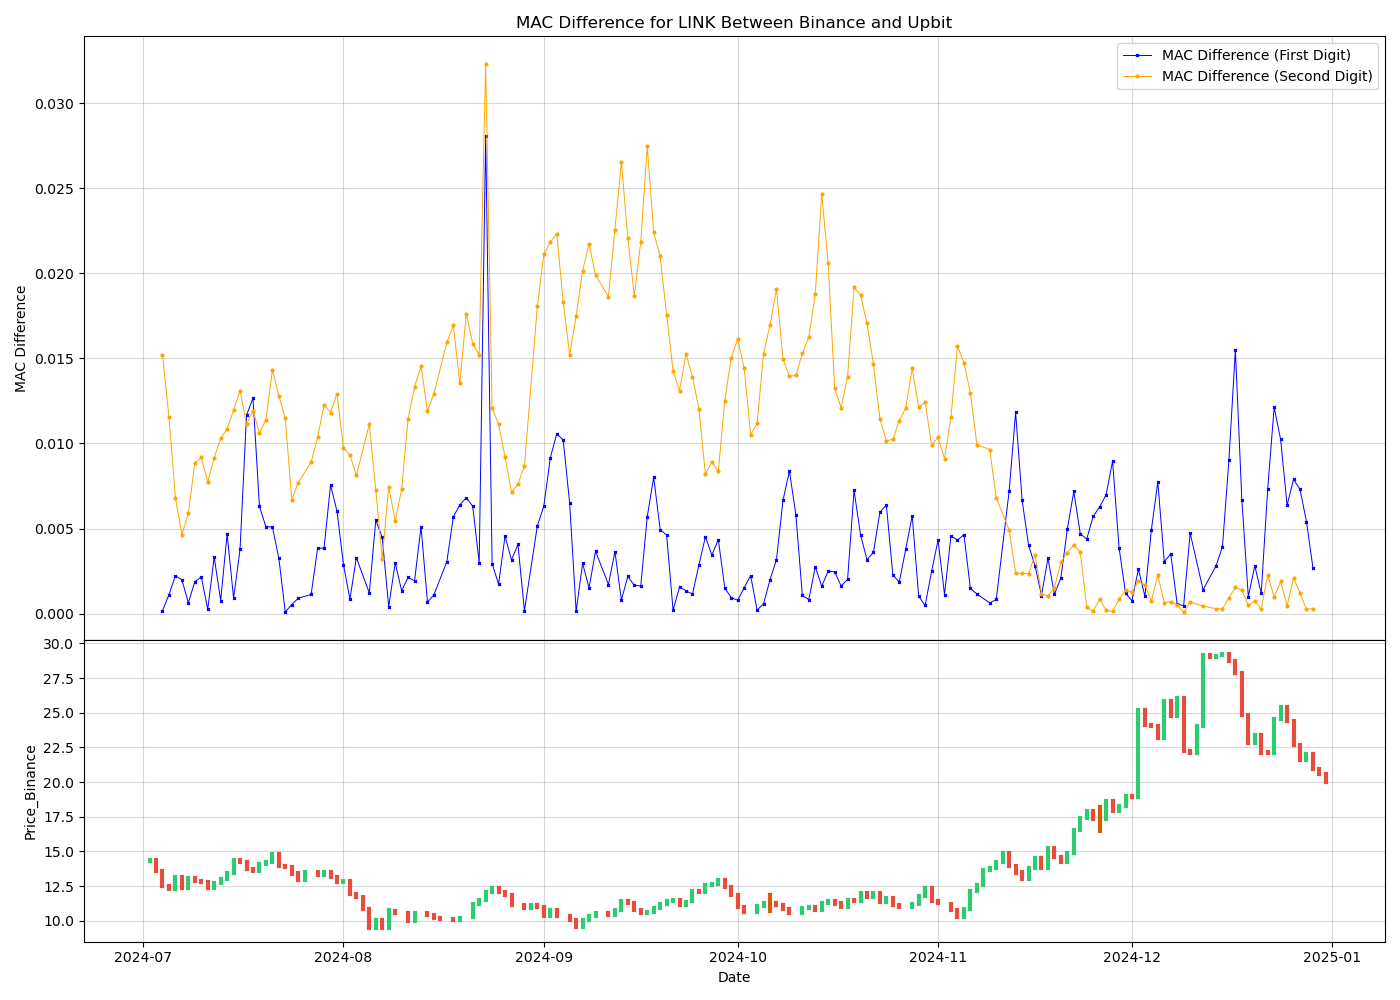 MAC Difference for LINK Between Binance and Upbit
MAC Difference (First Digit)
MAC Difference (Second Digit)
MAC Difference
0.030
0.025
0.020
0.015
0.010
0.005
0.000
Price_Binance
30.0
27.5
25.0
22.5
20.0
17.5
15.0
12.5
10.0
2024-07 2024-08 2024-09 2024-10 2024-11 2024-12 2025-01
Date